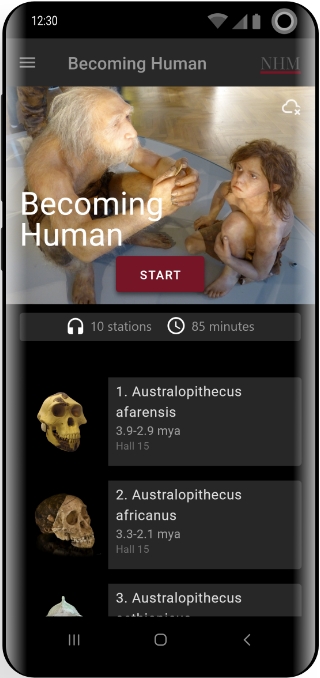 12:30
Becoming Human
NHM
Becoming
Human
START
10 stations
85 minutes
1. Australopithecus
afarensis
3.9-2.9 mya
Hall 15
2. Australopithecus
africanus
3.3-2.1 mya
Hall 15
3. Australopithecus